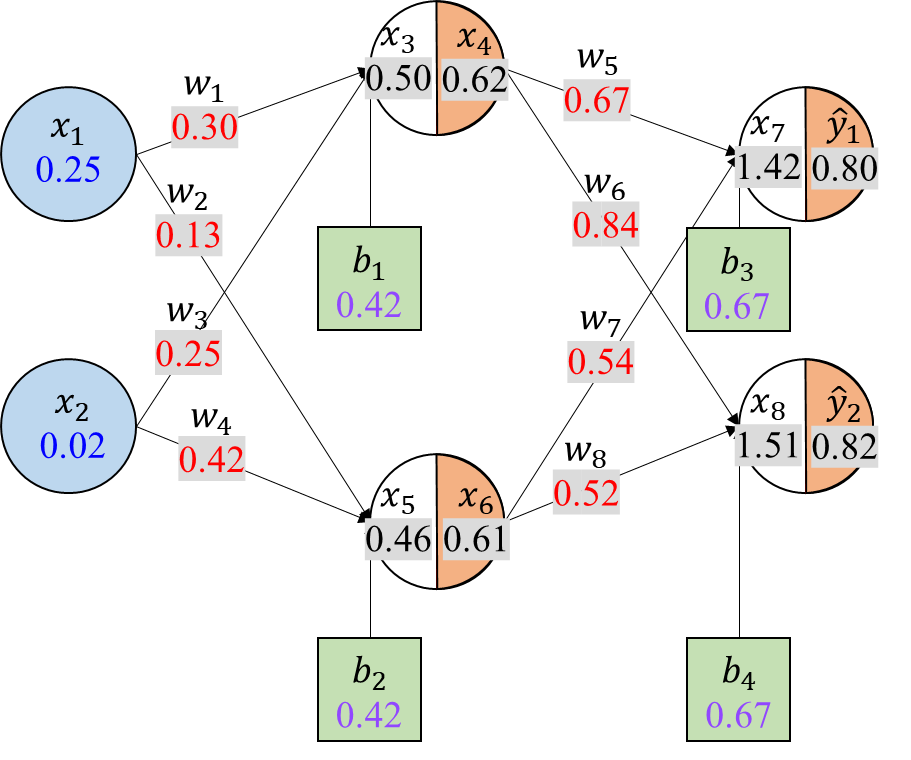 x₃ x₄
0.50 0.62
w₁
0.30
w₅
0.67
x₁
0.25
x₇ ŷ₁
1.42 0.80
w₂
0.13
w₆
0.84
b₁
0.42
b₃
0.67
w₃
0.25
w₇
0.54
x₂
0.02
w₄
0.42
x₈ ŷ₂
1.51 0.82
w₈
0.52
x₅ x₆
0.46 0.61
b₂
0.42
b₄
0.67